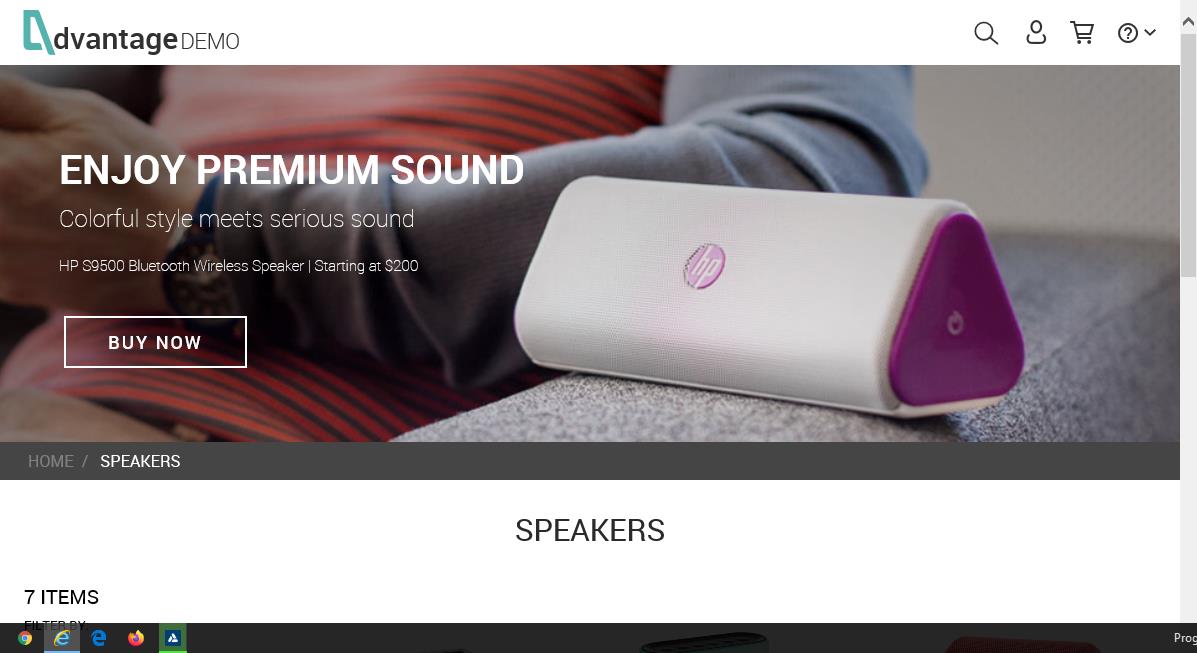 dvantage DEMO
ENJOY PREMIUM SOUND
Colorful style meets serious sound
HP S9500 Bluetooth Wireless Speaker | Starting at $200
hp
BUY NOW
HOME / SPEAKERS
SPEAKERS
7 ITEMS
FILTER BY:
Prog